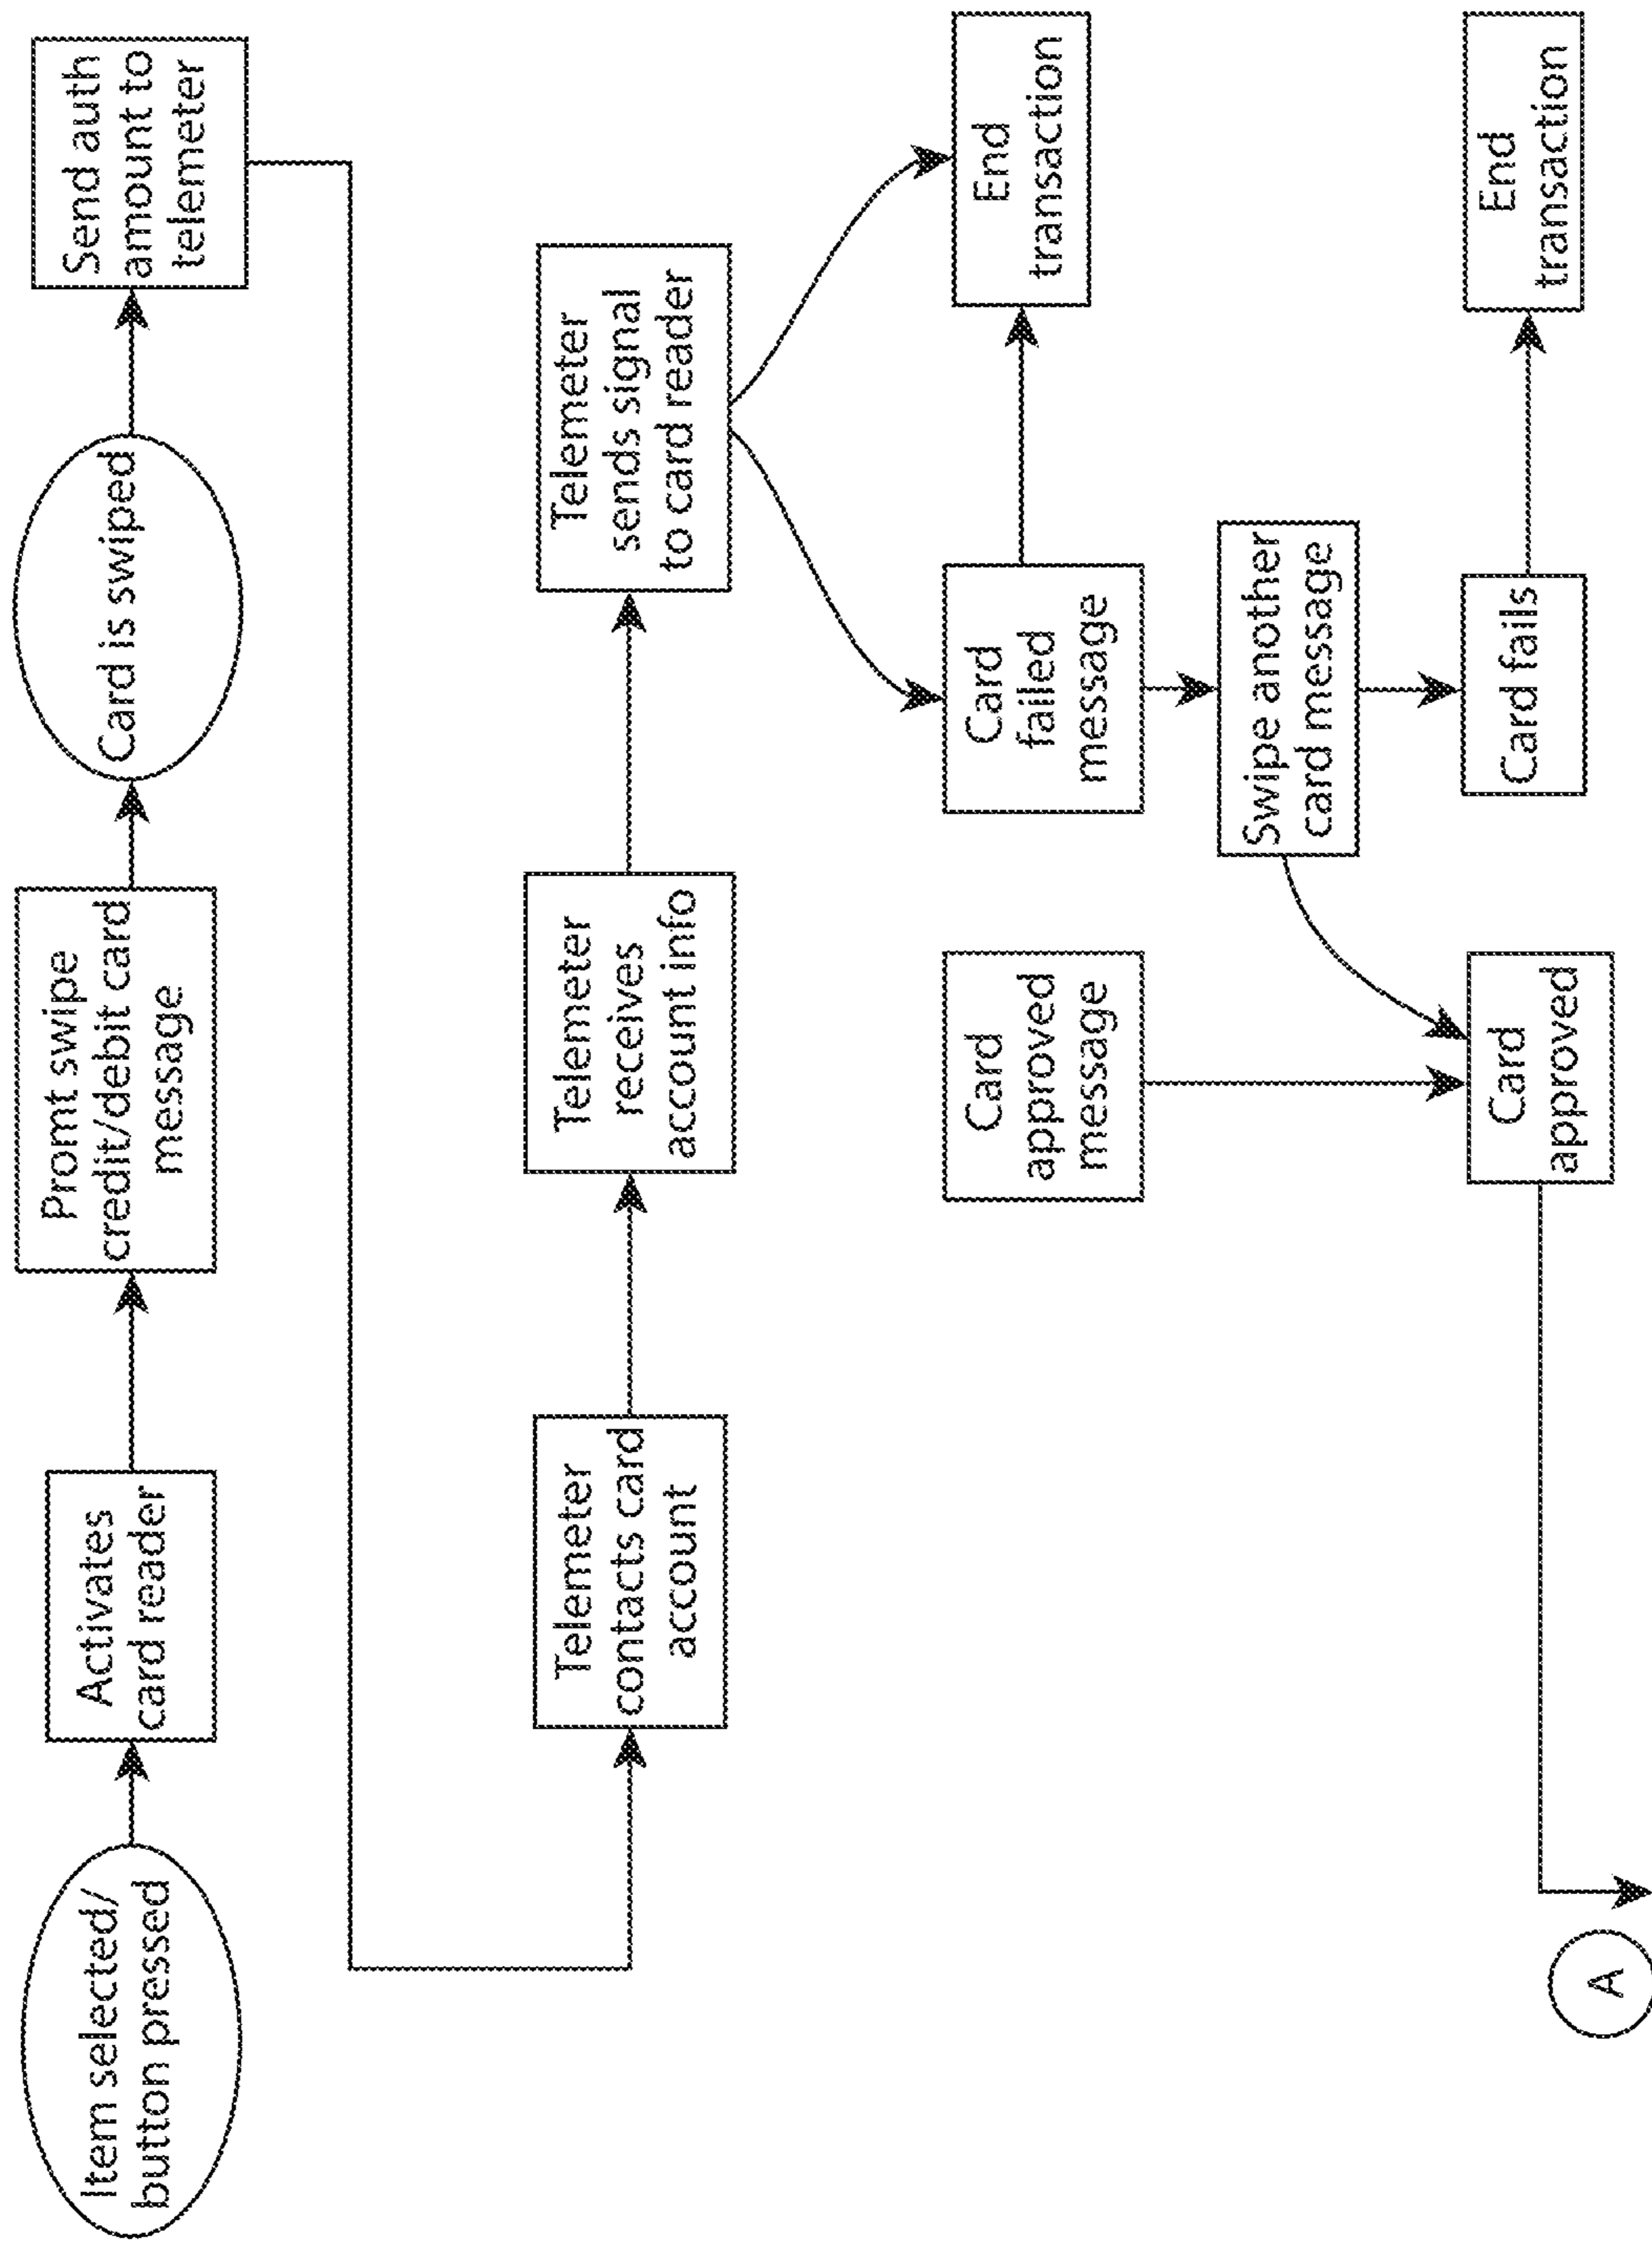 Item selected/
button pressed
Activates
card reader
Promt swipe
credit/debit card
message
Card is swiped
Send auth
amount to
telemeter
Telemeter
contacts card
account
Telemeter
receives
account info
Telemeter
sends signal
to card reader
Card
approved
message
Card
failed
message
End
transaction
Swipe another
card message
Card
approved
Card fails
End
transaction
A